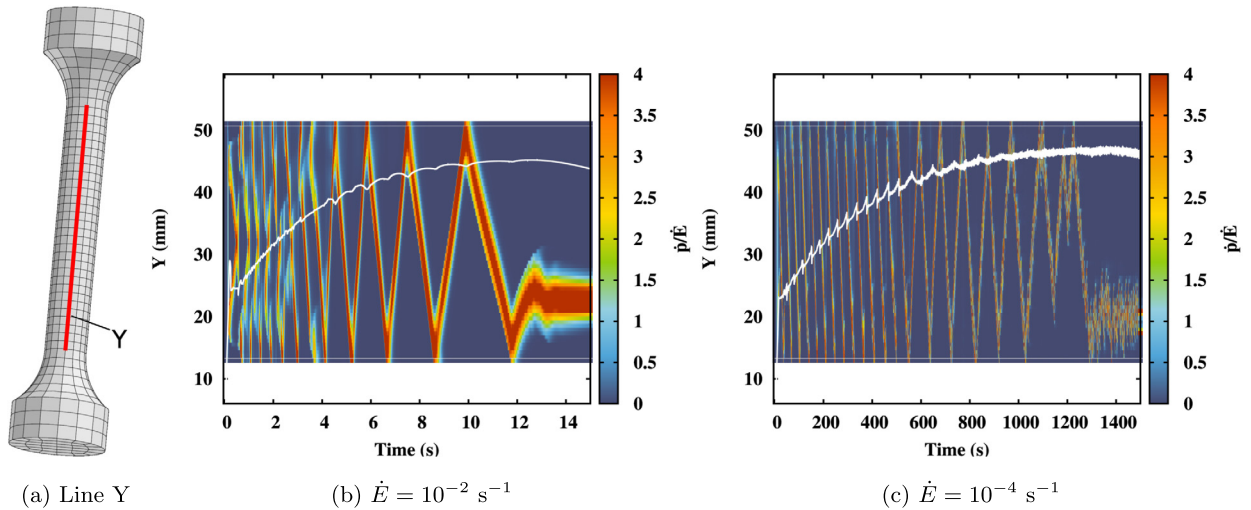 Y
Y (mm)
50
40
30
20
10
0 2 4 6 8 10 12 14
Time (s)
4
3.5
3
2.5
2
1.5
1
0.5
0
ṗ/Ė
Y (mm)
50
40
30
20
10
0 200 400 600 800 1000 1200 1400
Time (s)
4
3.5
3
2.5
2
1.5
1
0.5
0
ṗ/Ė
(a) Line Y
(b) Ė = 10⁻² s⁻¹
(c) Ė = 10⁻⁴ s⁻¹